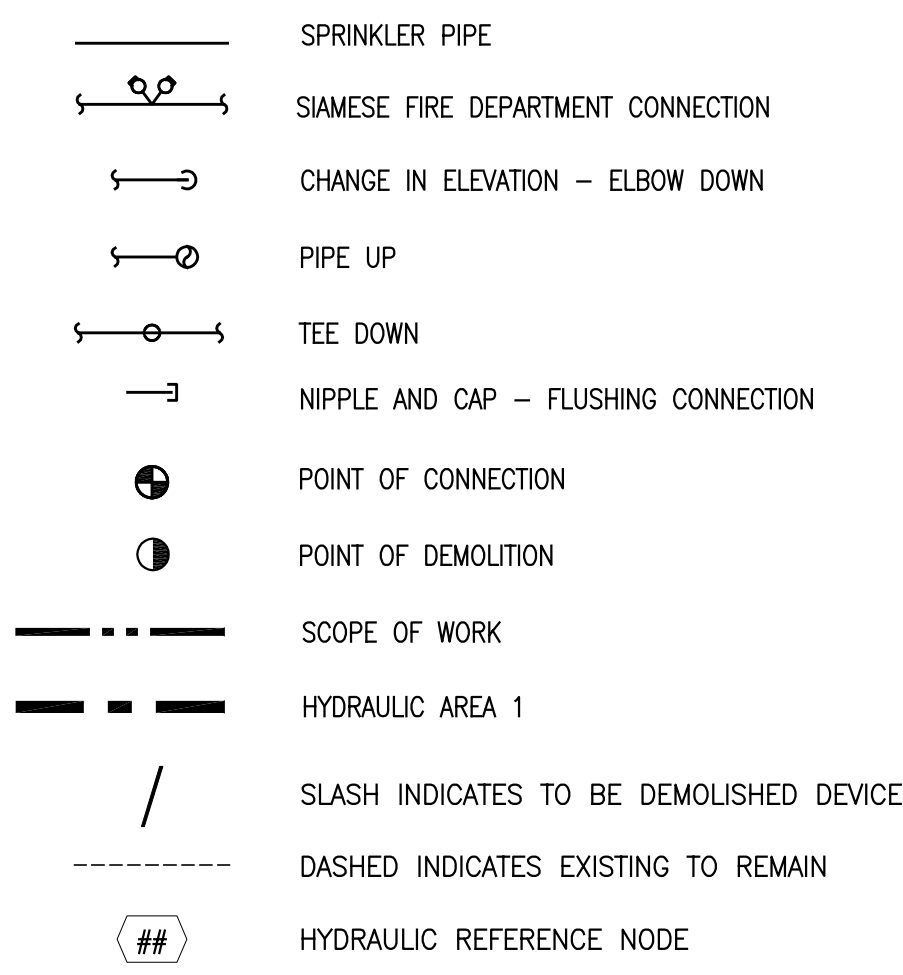 SPRINKLER PIPE
SIAMESE FIRE DEPARTMENT CONNECTION
CHANGE IN ELEVATION – ELBOW DOWN
PIPE UP
TEE DOWN
NIPPLE AND CAP – FLUSHING CONNECTION
POINT OF CONNECTION
POINT OF DEMOLITION
SCOPE OF WORK
HYDRAULIC AREA 1
SLASH INDICATES TO BE DEMOLISHED DEVICE
DASHED INDICATES EXISTING TO REMAIN
## HYDRAULIC REFERENCE NODE